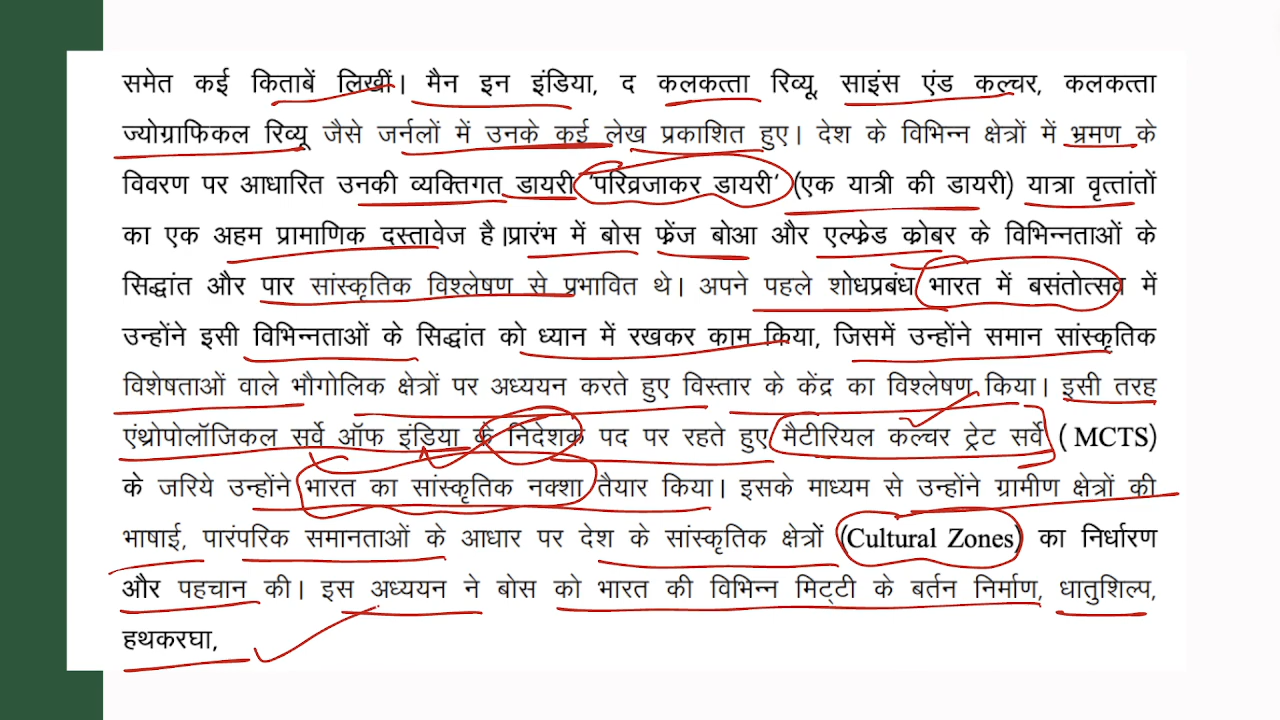 समेत कई किताबें लिखीं। मैन इन इंडिया, द कलकत्ता रिव्यू, साइंस एंड कल्चर, कलकत्ता
ज्योग्राफिकल रिव्यू जैसे जर्नलों में उनके कई लेख प्रकाशित हुए। देश के विभिन्न क्षेत्रों में भ्रमण के
विवरण पर आधारित उनकी व्यक्तिगत डायरी 'परिव्रजाकर डायरी' (एक यात्री की डायरी) यात्रा वृत्तांतों
का एक अहम प्रामाणिक दस्तावेज है।प्रारंभ में बोस फ्रेंज बोआ और एल्फ्रेड क्रोबर के विभिन्नताओं के
सिद्धांत और पार सांस्कृतिक विश्लेषण से प्रभावित थे। अपने पहले शोधप्रबंध भारत में बसंतोत्सव में
उन्होंने इसी विभिन्नताओं के सिद्धांत को ध्यान में रखकर काम किया, जिसमें उन्होंने समान सांस्कृतिक
विशेषताओं वाले भौगोलिक क्षेत्रों पर अध्ययन करते हुए विस्तार के केंद्र का विश्लेषण किया। इसी तरह
एंथ्रोपोलॉजिकल सर्वे ऑफ इंडिया के निदेशक पद पर रहते हुए मैटीरियल कल्चर ट्रेट सर्वे ( MCTS)
के जरिये उन्होंने भारत का सांस्कृतिक नक्शा तैयार किया। इसके माध्यम से उन्होंने ग्रामीण क्षेत्रों की
भाषाई, पारंपरिक समानताओं के आधार पर देश के सांस्कृतिक क्षेत्रों (Cultural Zones) का निर्धारण
और पहचान की। इस अध्ययन ने बोस को भारत की विभिन्न मिट्टी के बर्तन निर्माण, धातुशिल्प,
हथकरघा,